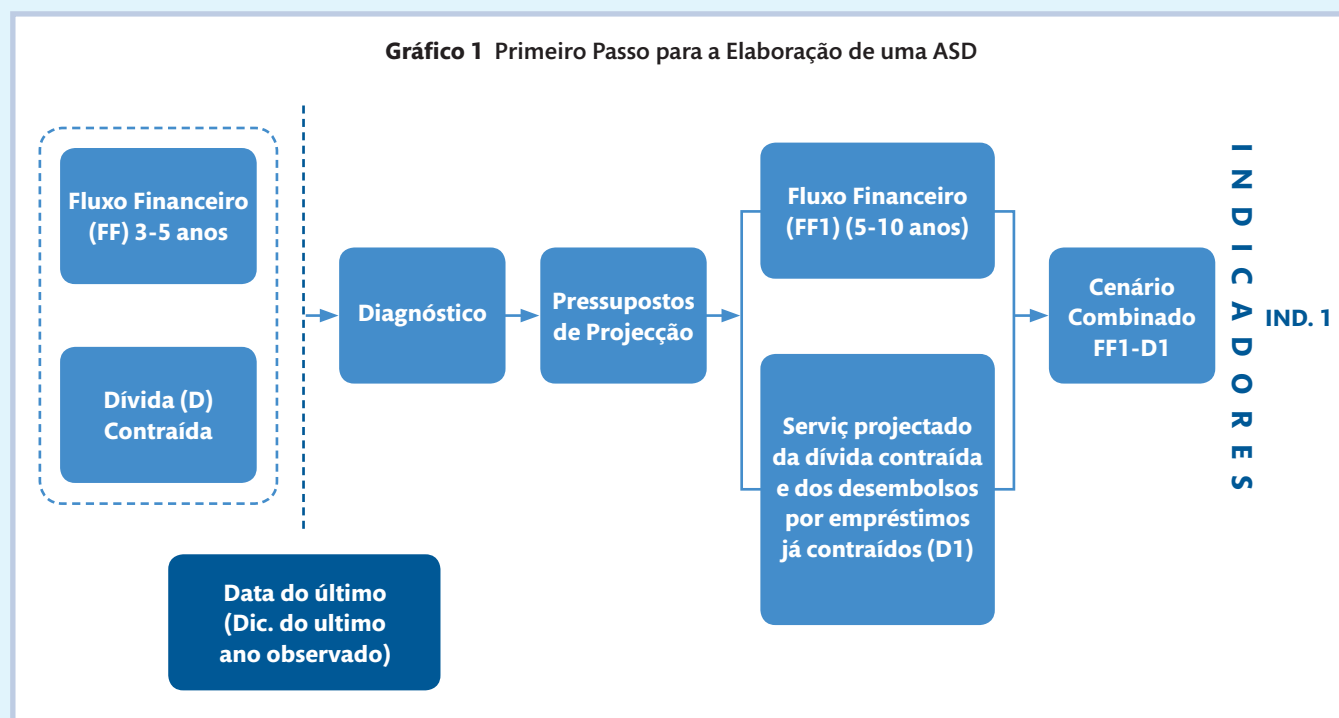 Gráfico 1 Primeiro Passo para a Elaboração de uma ASD
Fluxo Financeiro
(FF) 3-5 anos
Dívida (D)
Contraída
Data do último
(Dic. do ultimo
ano observado)
Diagnóstico
Pressupostos
de Projecção
Fluxo Financeiro
(FF1) (5-10 anos)
Serviç projectado
da dívida contraída
e dos desembolsos
por empréstimos
já contraídos (D1)
Cenário
Combinado
FF1-D1
INDICADORES
IND. 1